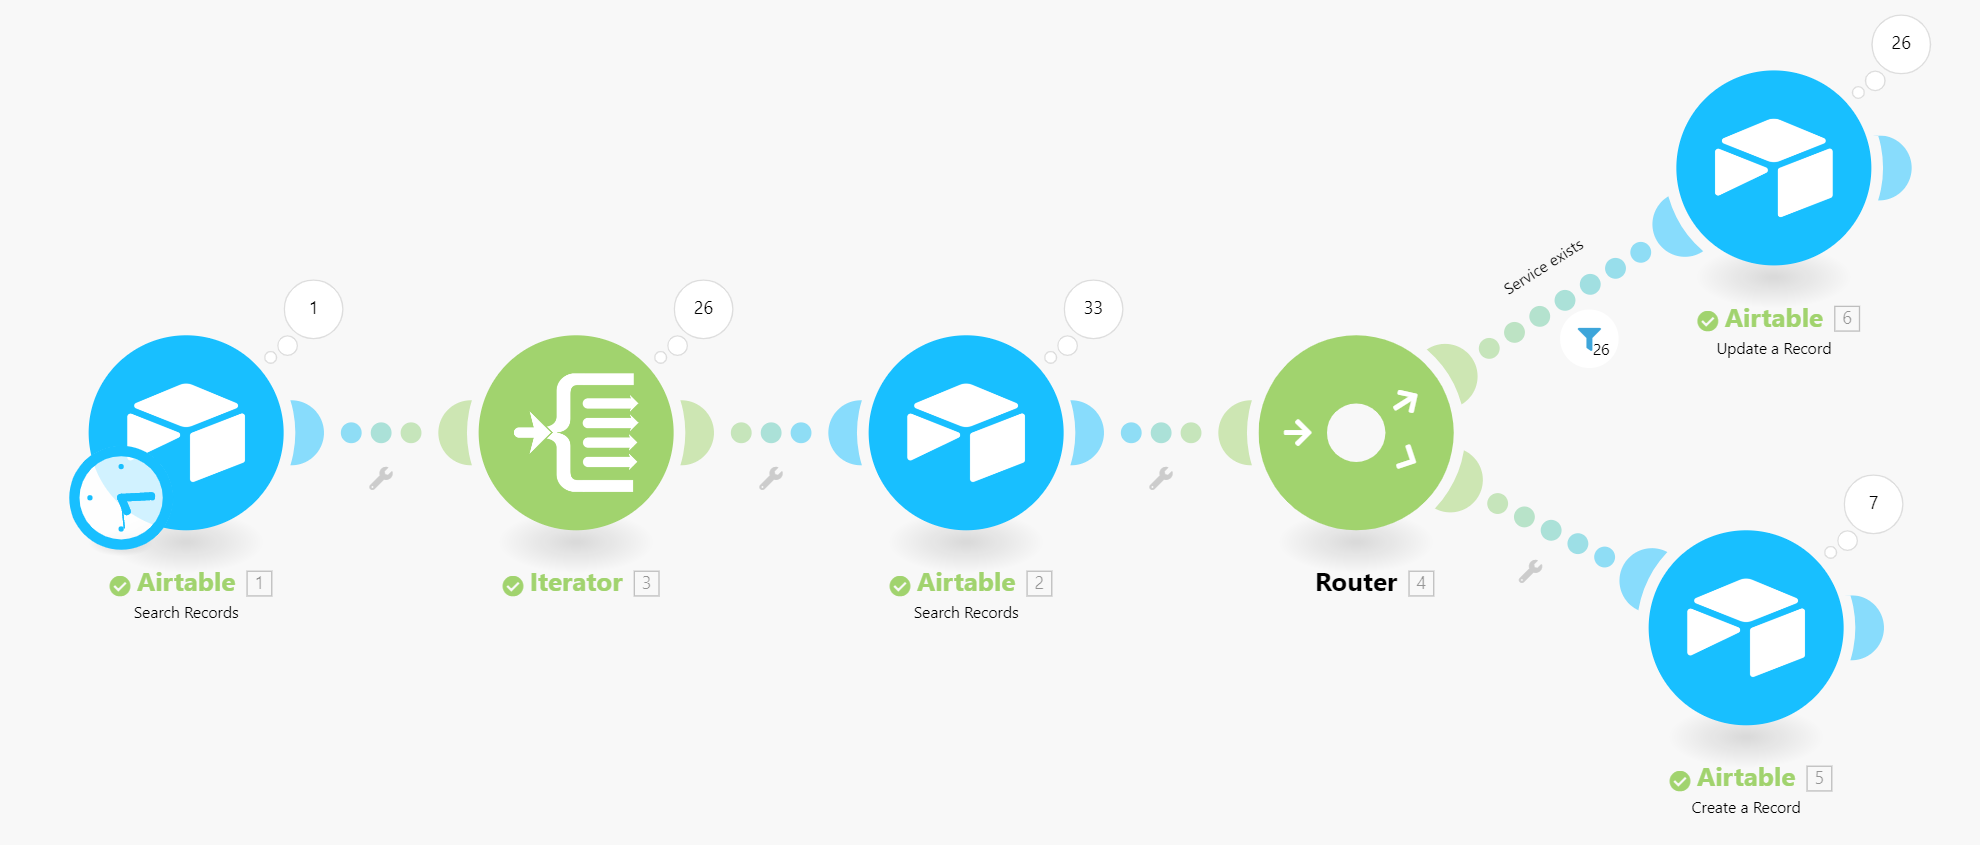 1
Airtable 1
Search Records
26
Iterator 3
33
Airtable 2
Search Records
Router 4
Service exists
26
26
Airtable 6
Update a Record
7
Airtable 5
Create a Record